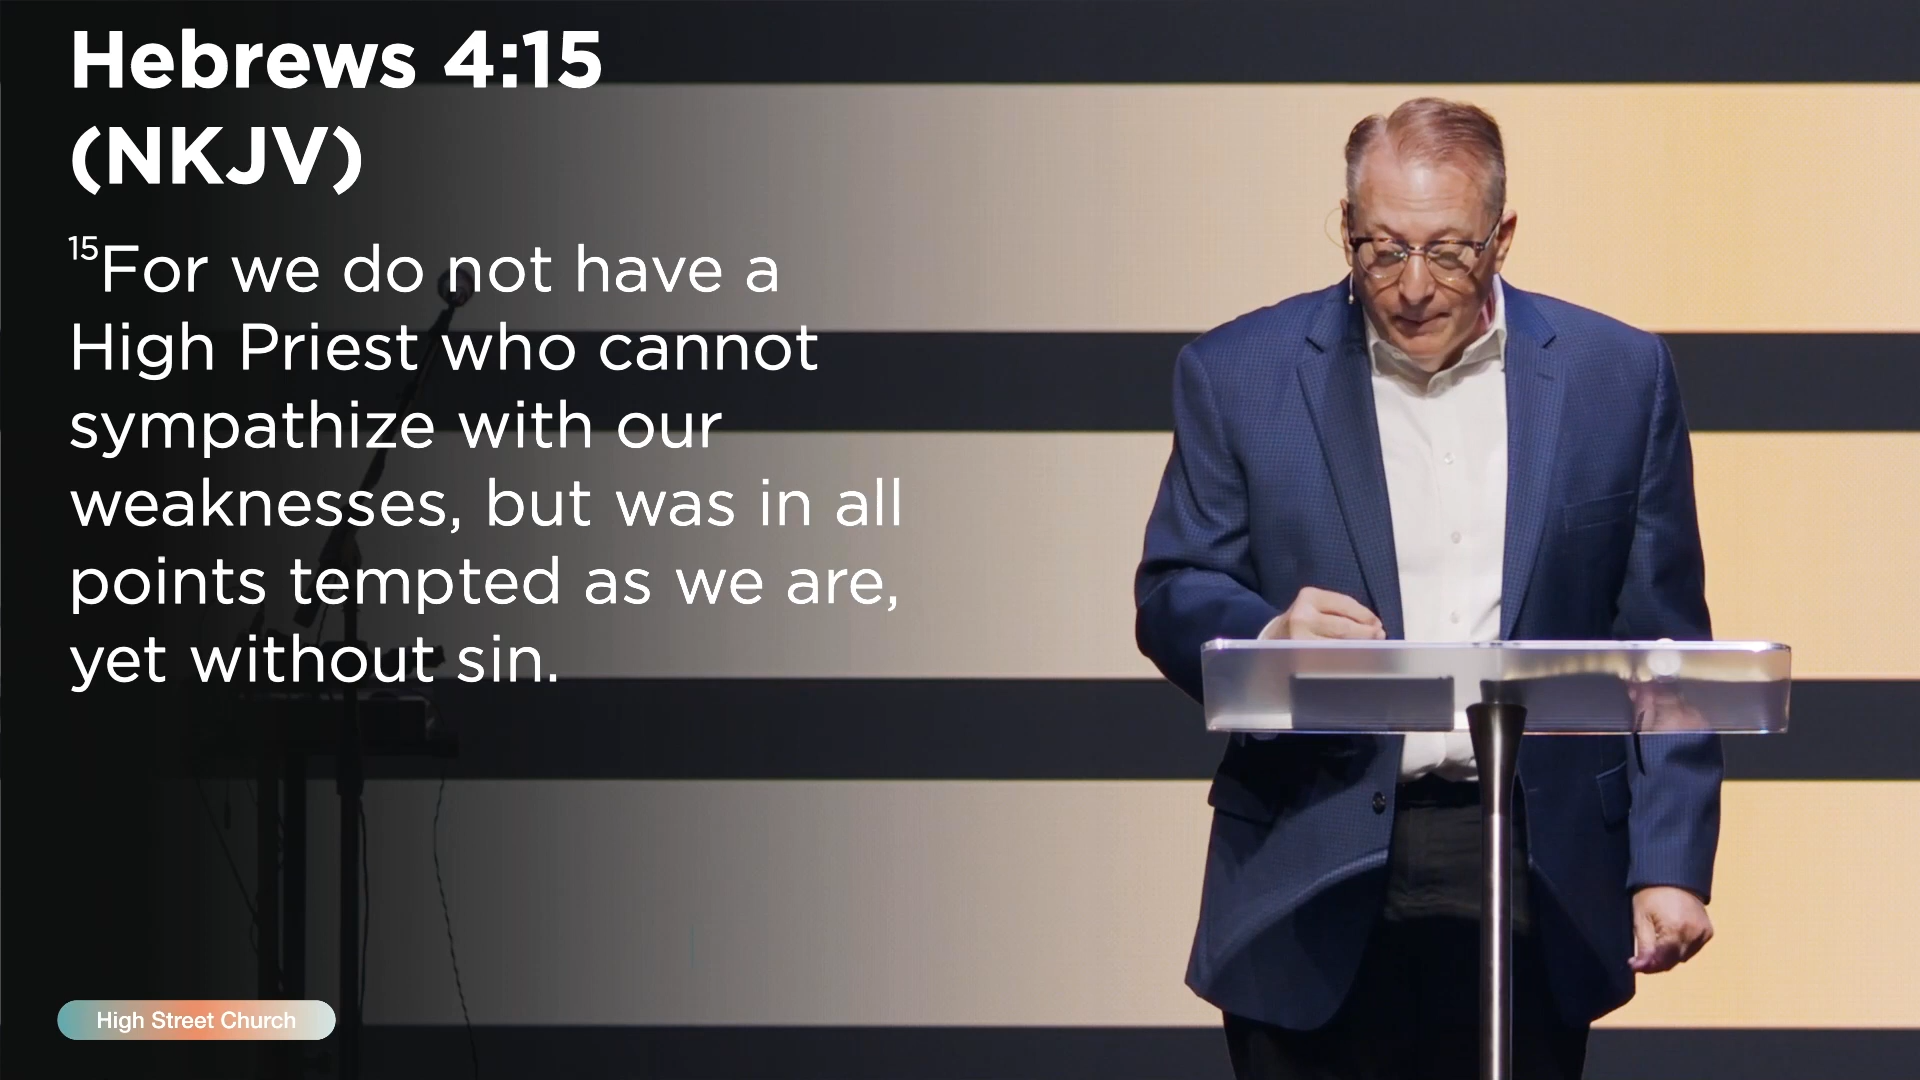 Hebrews 4:15
(NKJV)
15For we do not have a
High Priest who cannot
sympathize with our
weaknesses, but was in all
points tempted as we are,
yet without sin.
High Street Church